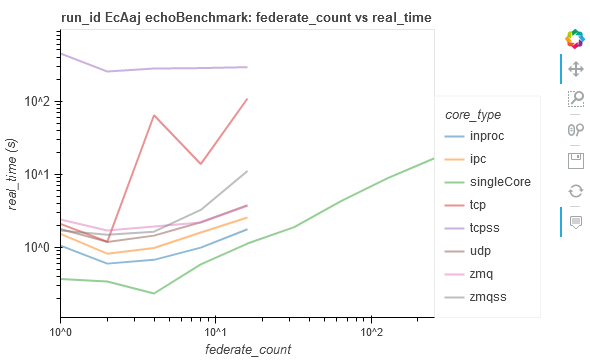 run_id EcAaj echoBenchmark: federate_count vs real_time
real_time (s)
10^2
10^1
10^0
10^0
10^1
10^2
federate_count
core_type
inproc
ipc
singleCore
tcp
tcpss
udp
zmq
zmqss